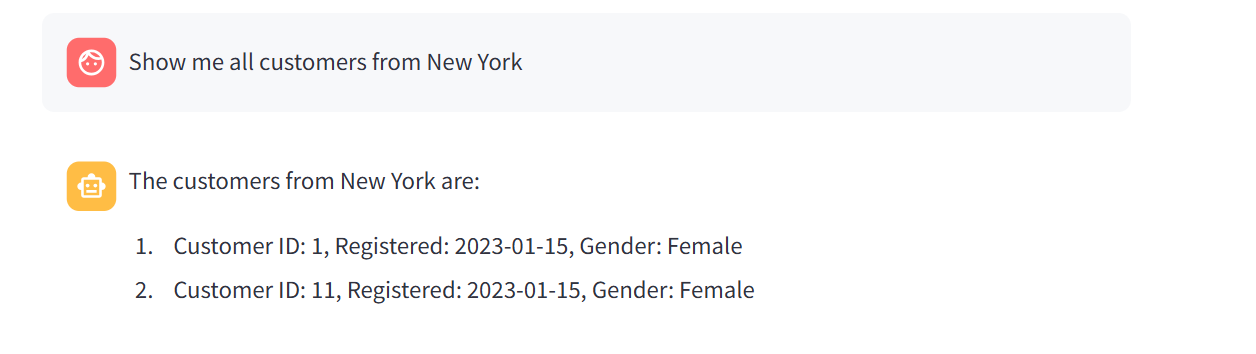 Show me all customers from New York
The customers from New York are:
1. Customer ID: 1, Registered: 2023-01-15, Gender: Female
2. Customer ID: 11, Registered: 2023-01-15, Gender: Female